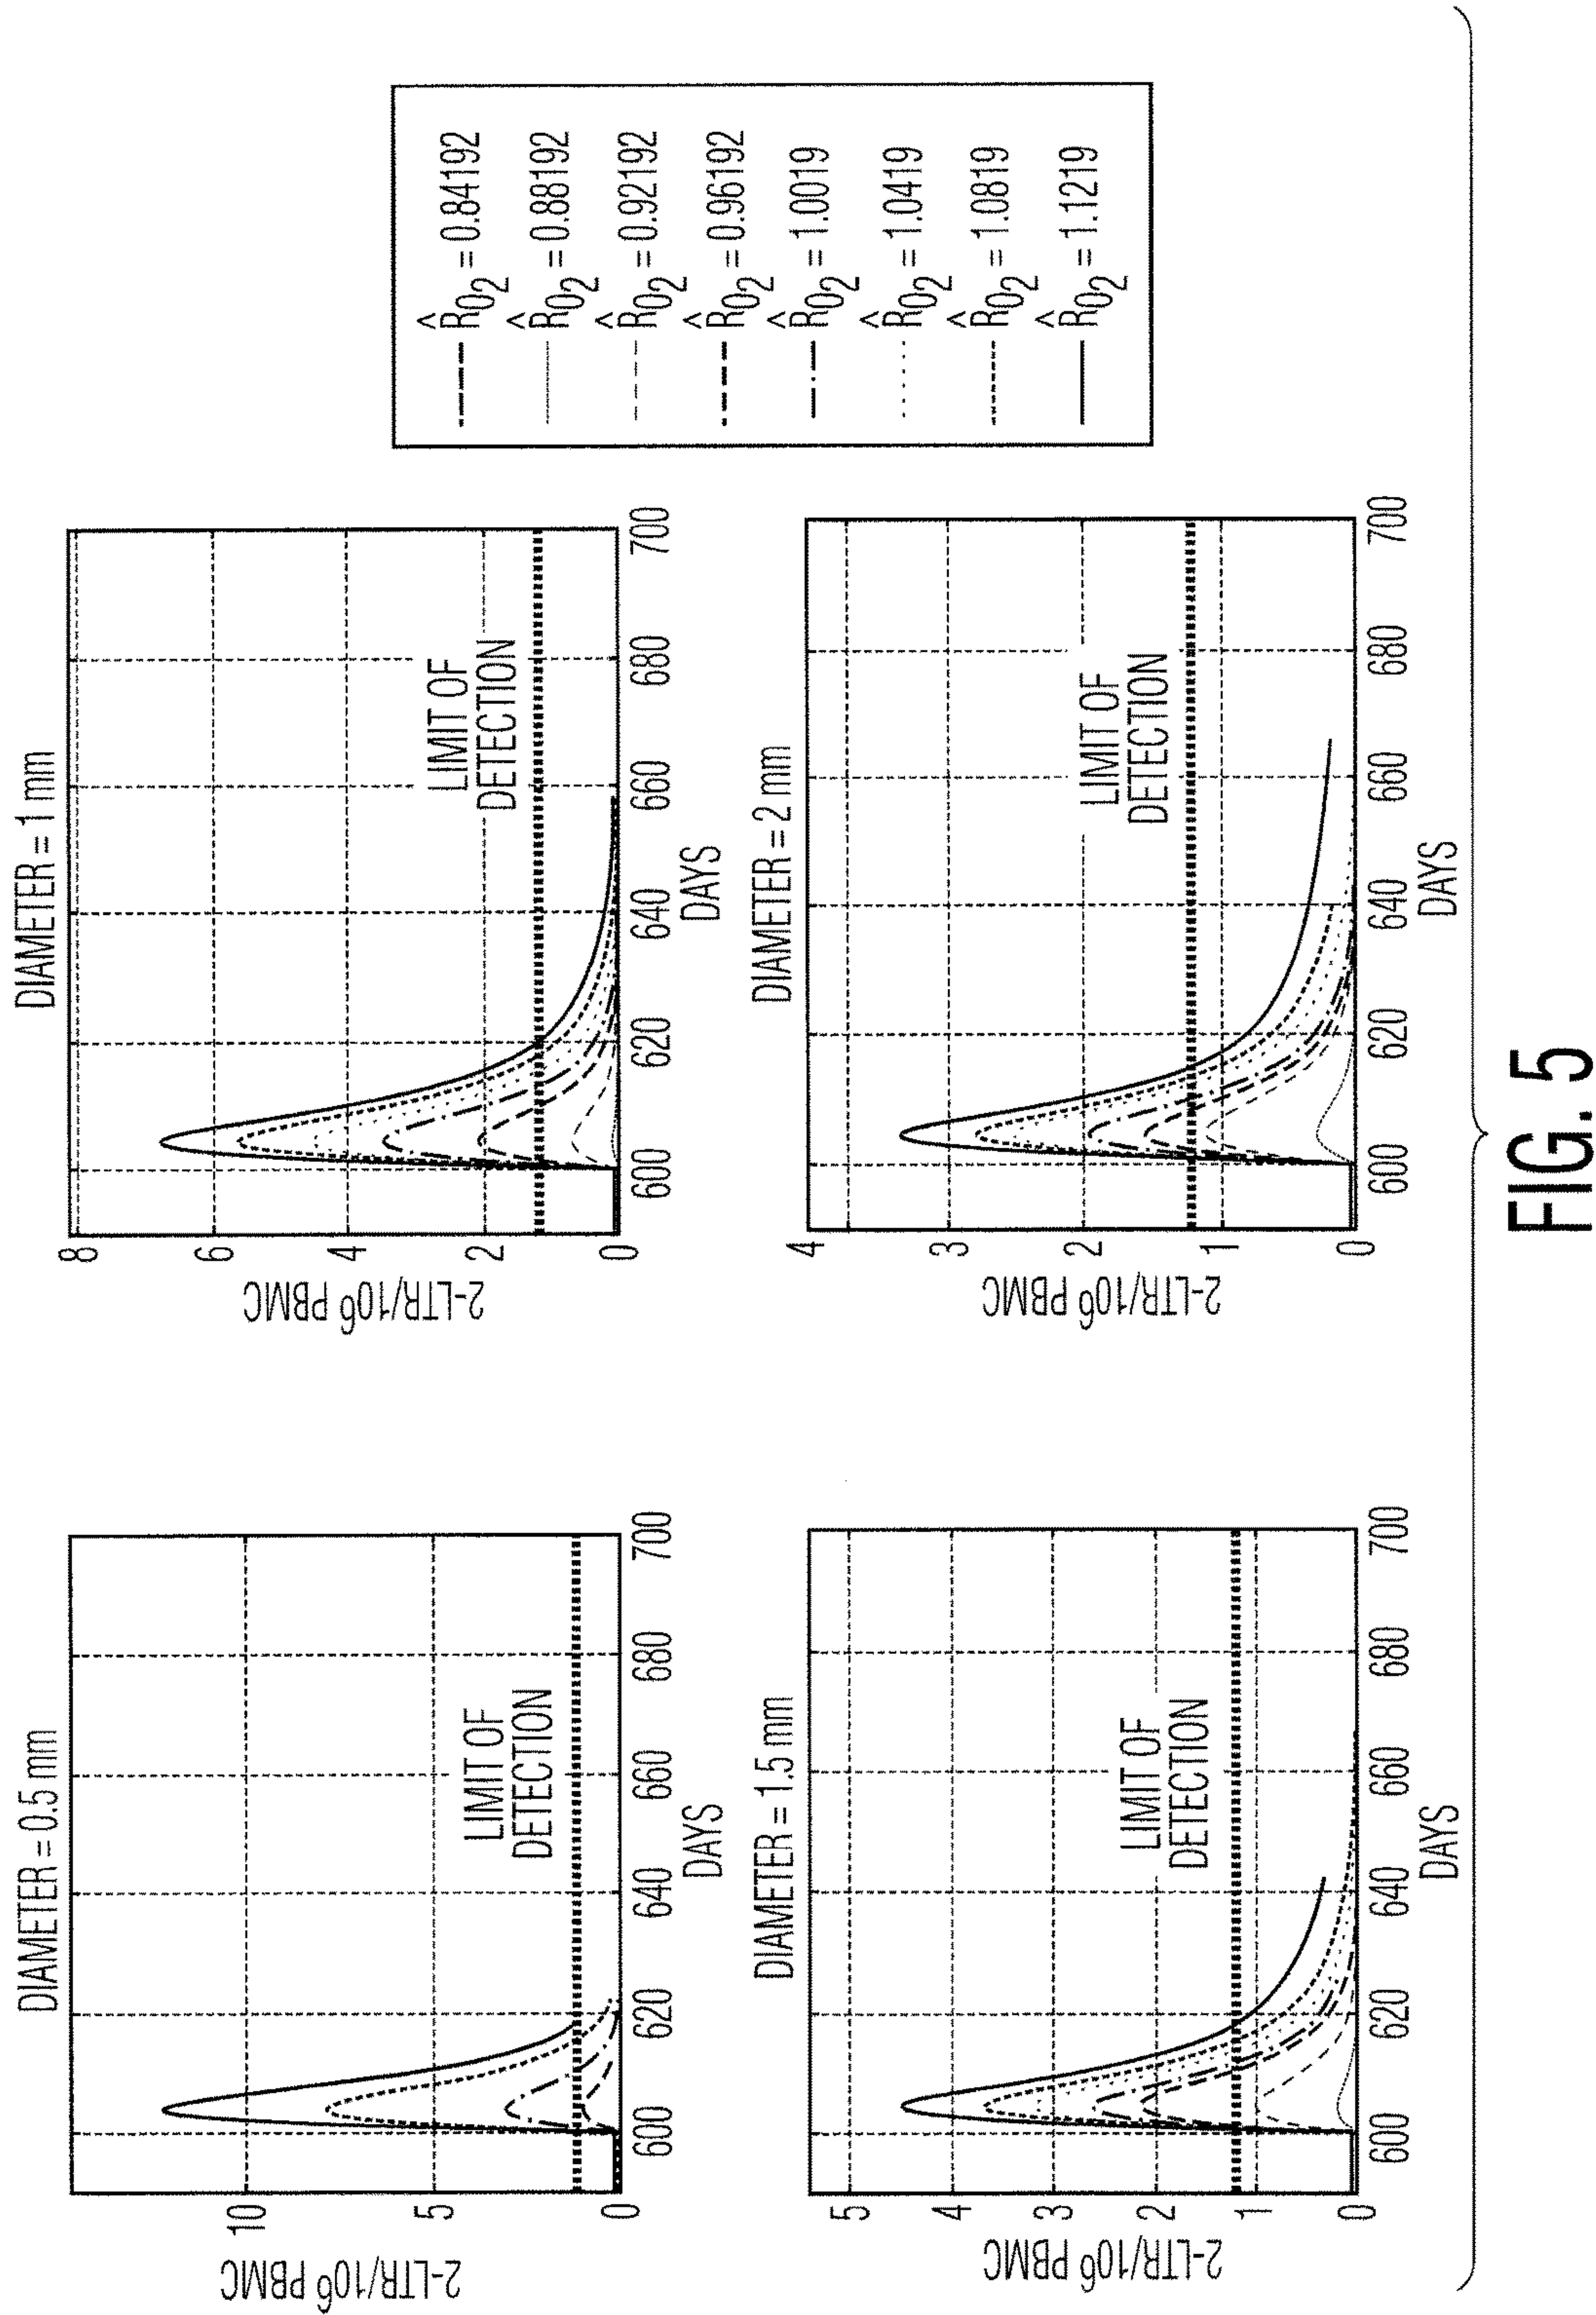 DIAMETER = 0.5 mm
2-LTR/10⁶ PBMC
10
5
0
LIMIT OF
DETECTION
600
620
640
660
680
700
DAYS
DIAMETER = 1 mm
2-LTR/10⁶ PBMC
8
6
4
2
0
LIMIT OF
DETECTION
600
620
640
660
680
700
DAYS
DIAMETER = 1.5 mm
2-LTR/10⁶ PBMC
5
4
3
2
1
0
LIMIT OF
DETECTION
600
620
640
660
680
700
DAYS
DIAMETER = 2 mm
2-LTR/10⁶ PBMC
4
3
2
1
0
LIMIT OF
DETECTION
600
620
640
660
680
700
DAYS
R̂₀₂ = 0.84192
R̂₀₂ = 0.88192
R̂₀₂ = 0.92192
R̂₀₂ = 0.96192
R̂₀₂ = 1.0019
R̂₀₂ = 1.0419
R̂₀₂ = 1.0819
R̂₀₂ = 1.1219
FIG. 5